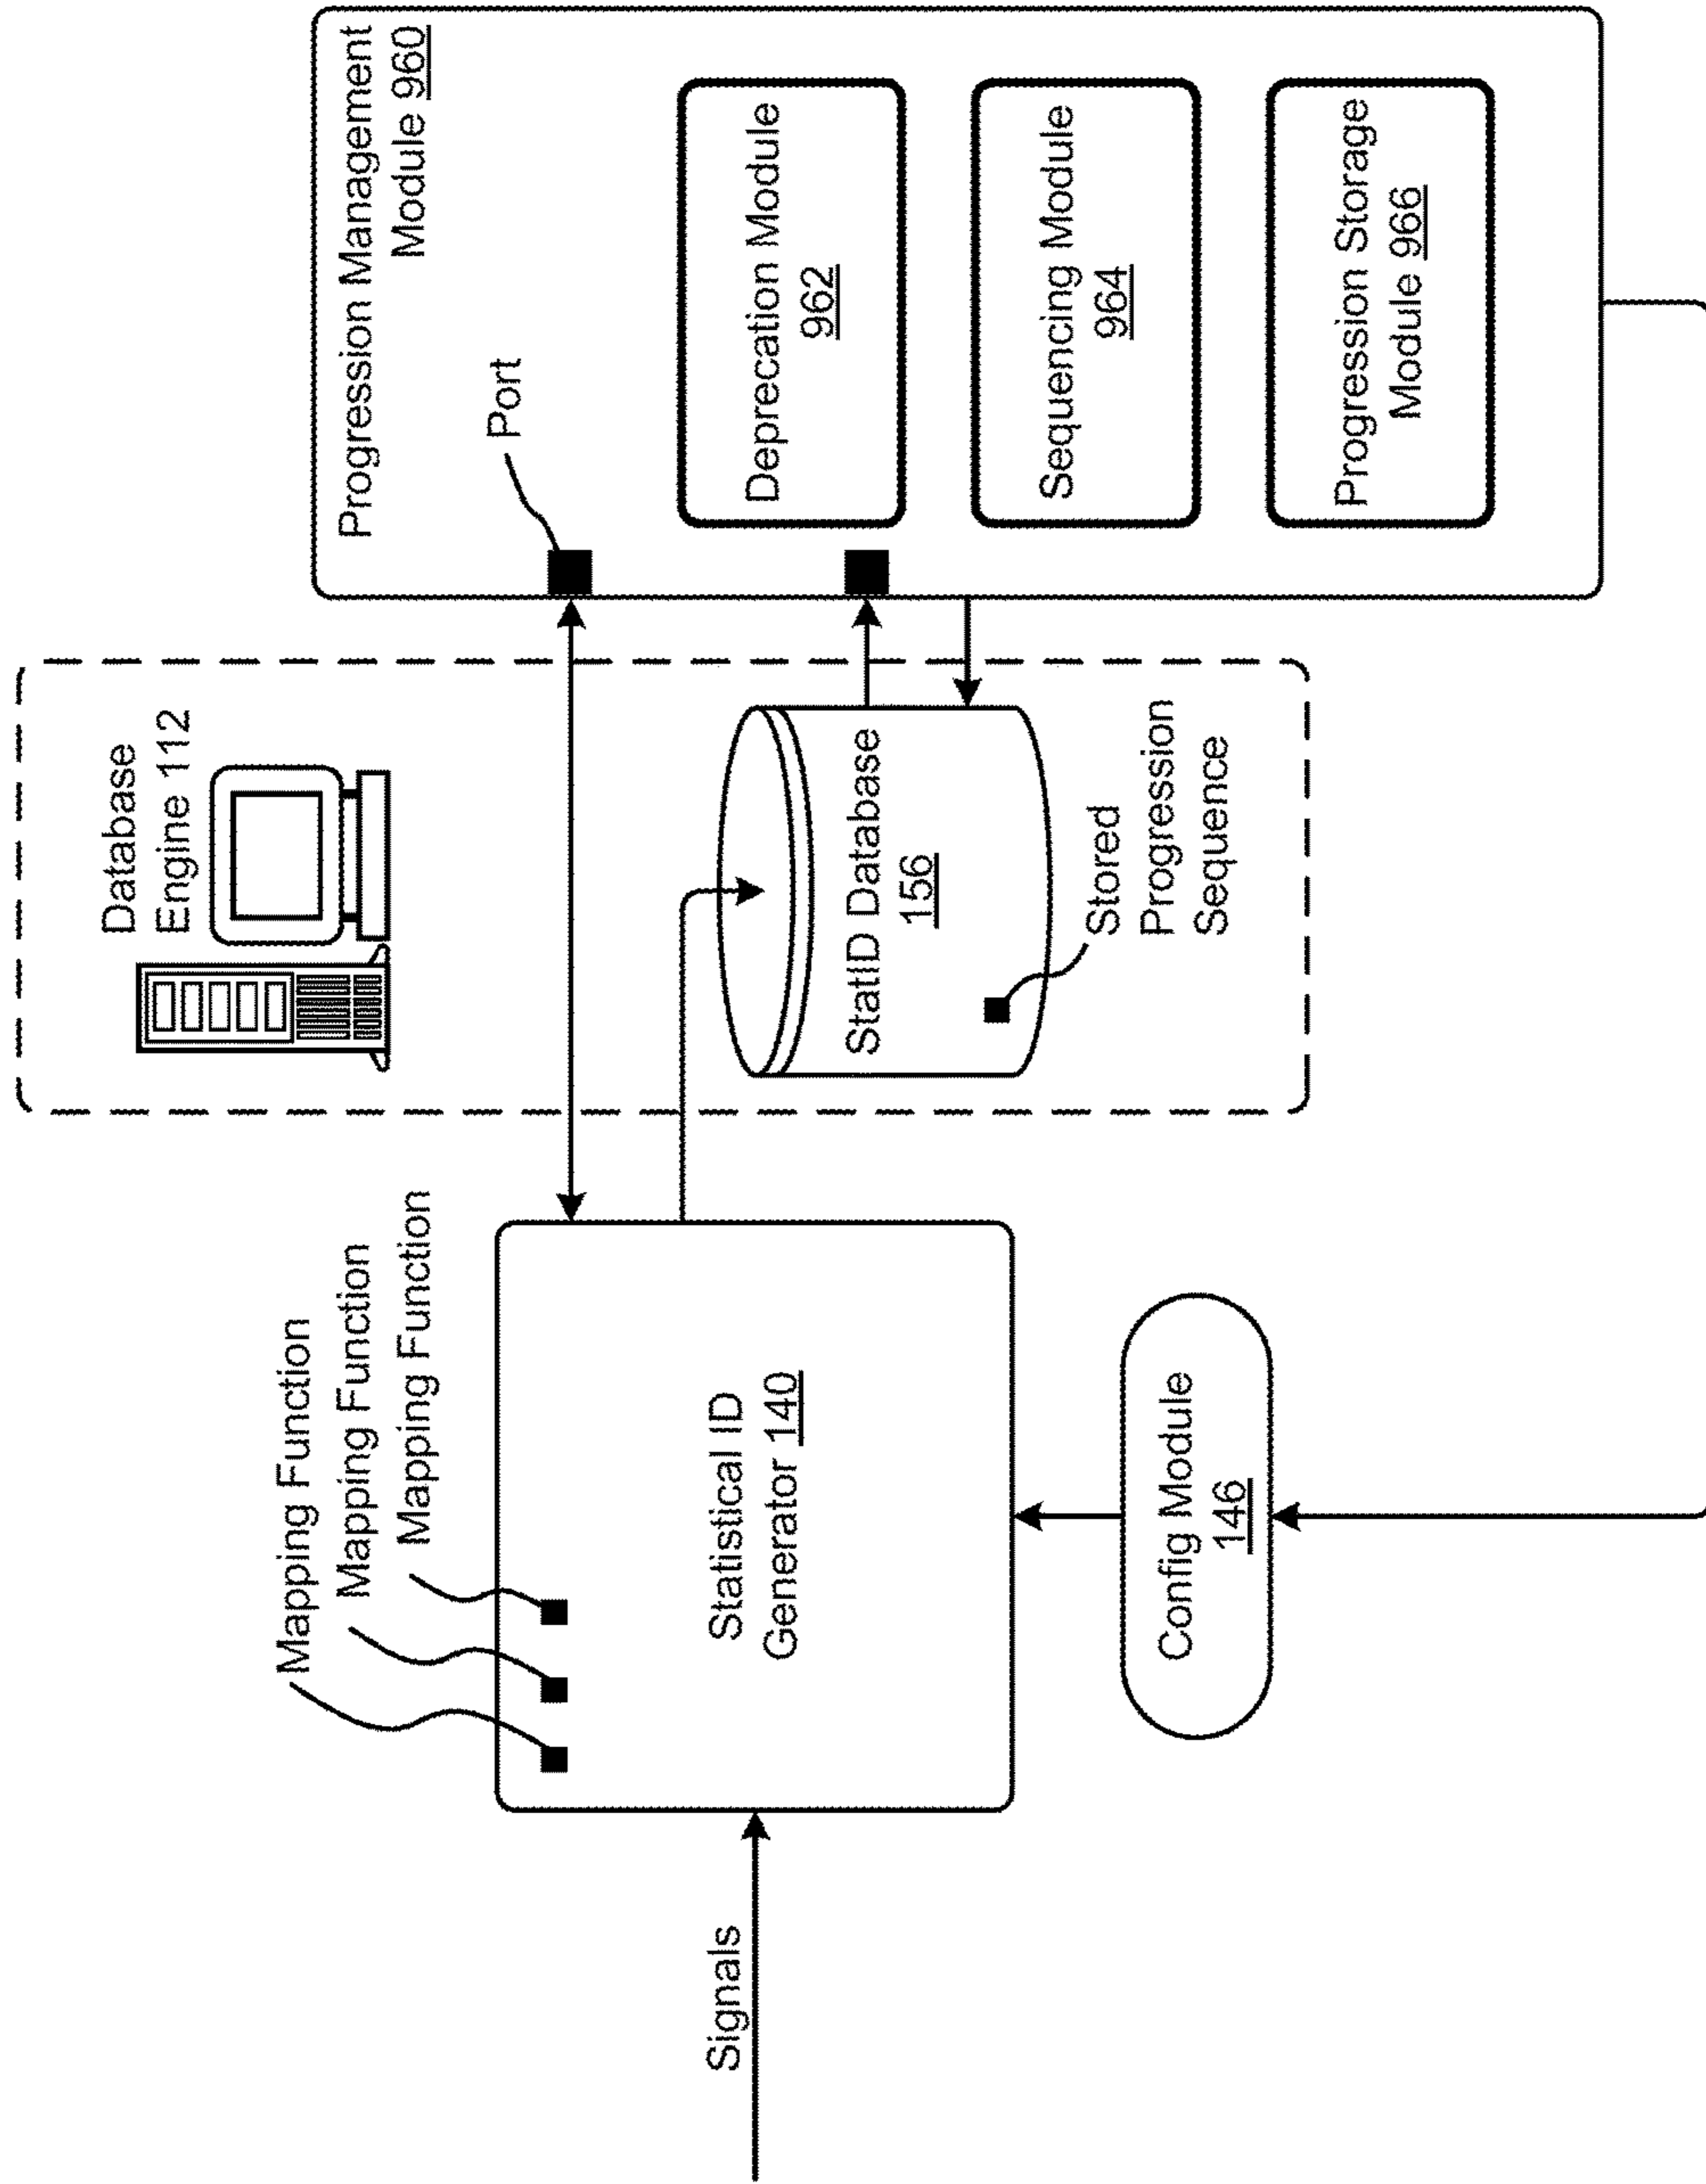 Signals
Mapping Function
Mapping Function
Mapping Function
Statistical ID
Generator 140
Config Module
146
Database
Engine 112
StatID Database
156
Stored
Progression
Sequence
Port
Progression Management
Module 960
Deprecation Module
962
Sequencing Module
964
Progression Storage
Module 966